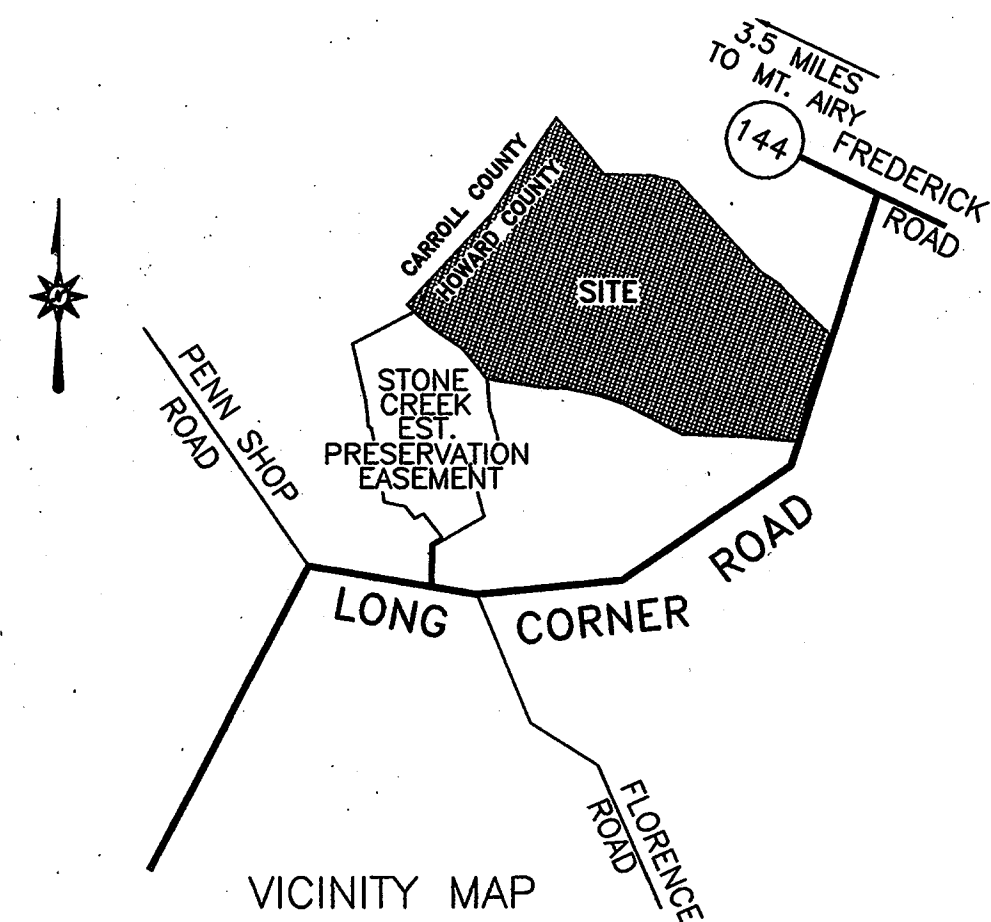 3.5 MILES
TO MT. AIRY
144
FREDERICK
ROAD
CARROLL COUNTY
HOWARD COUNTY
SITE
N
PENN SHOP
ROAD
STONE
CREEK
EST.
PRESERVATION
EASEMENT
LONG CORNER ROAD
FLORENCE
ROAD
VICINITY MAP